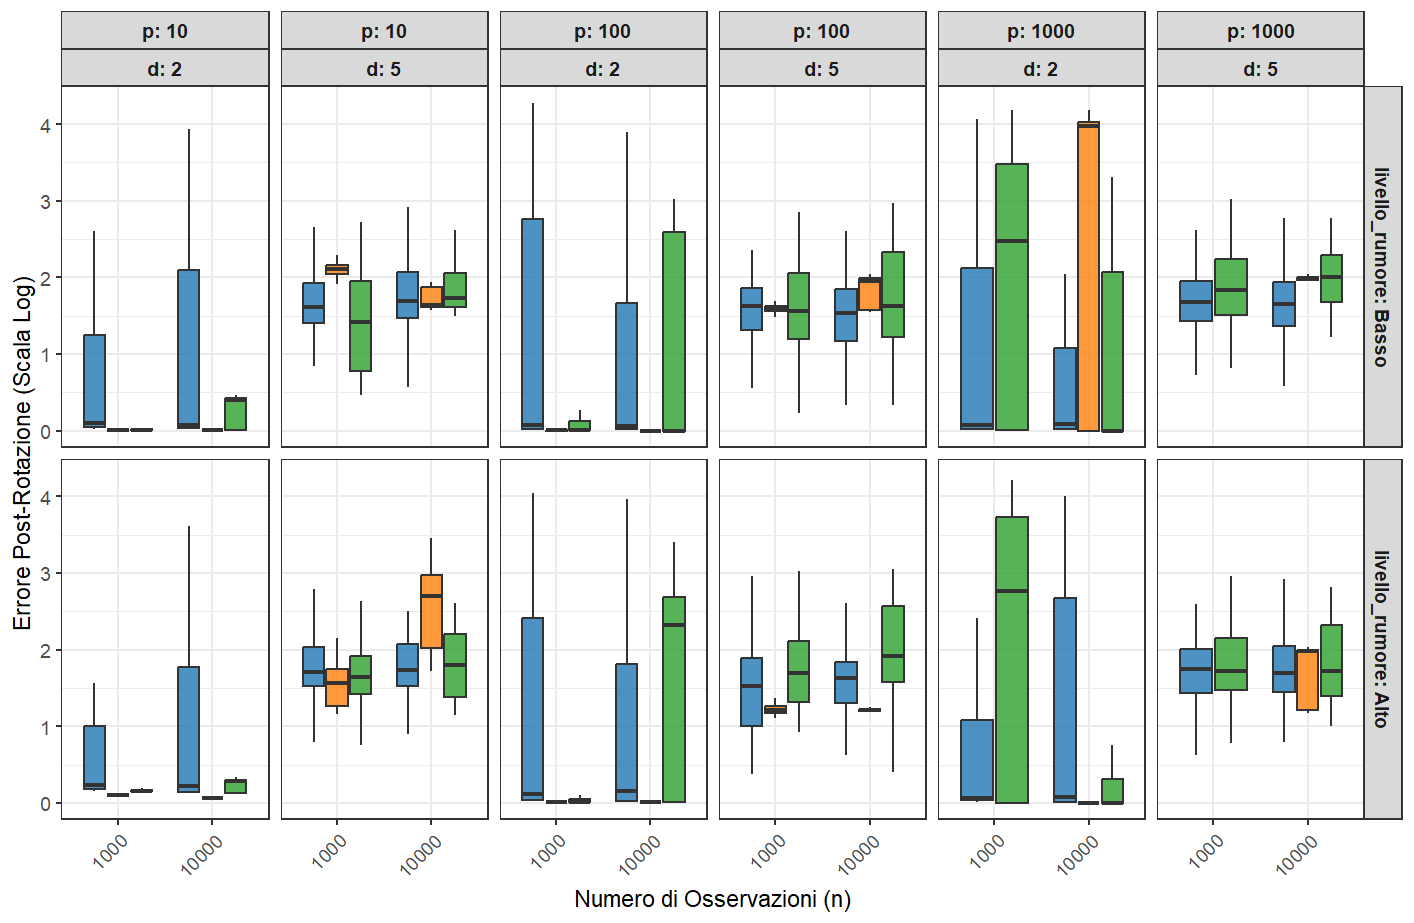 p: 10 p: 10 p: 100 p: 100 p: 1000 p: 1000
d: 2 d: 5 d: 2 d: 5 d: 2 d: 5
4
3
2
1
0
livello_rumore: Basso
4
3
2
1
0
livello_rumore: Alto
Errore Post-Rotazione (Scala Log)
1000 10000 1000 10000 1000 10000 1000 10000 1000 10000 1000 10000
Numero di Osservazioni (n)